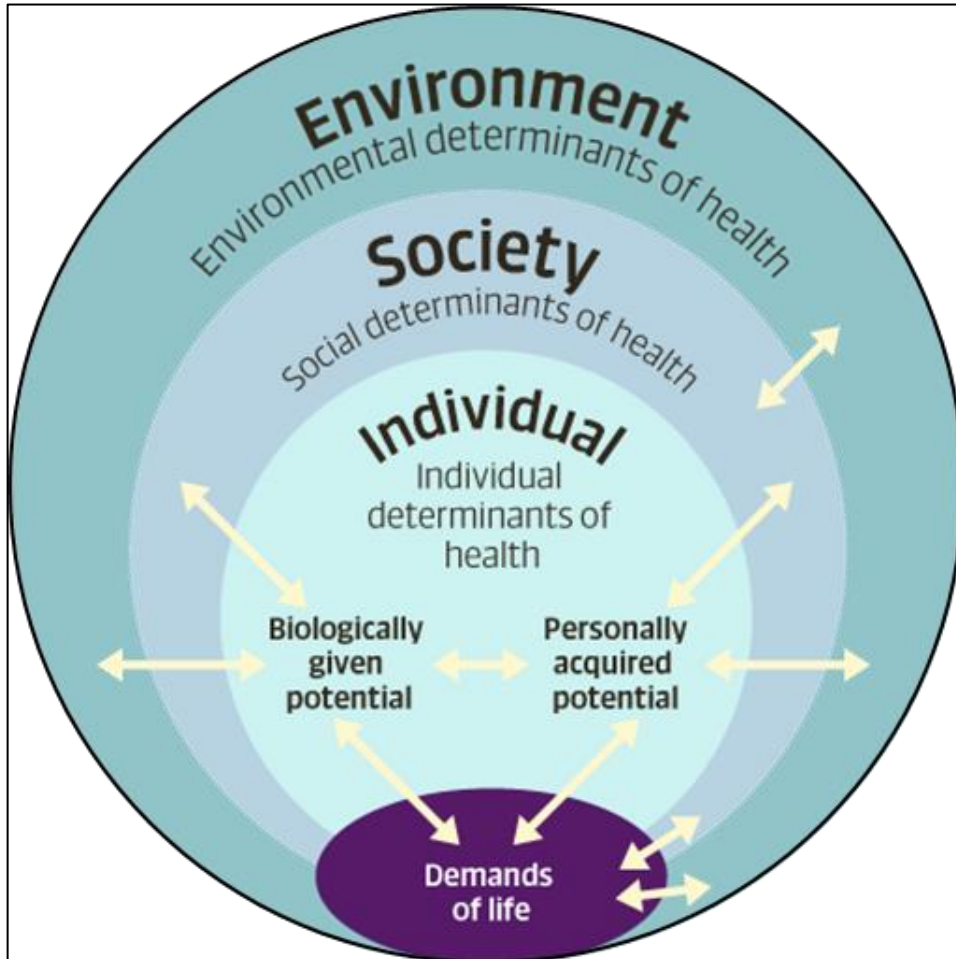 Environment
Environmental determinants of health
Society
Social determinants of health
Individual
Individual
determinants of
health
Biologically
given
potential
Personally
acquired
potential
Demands
of life